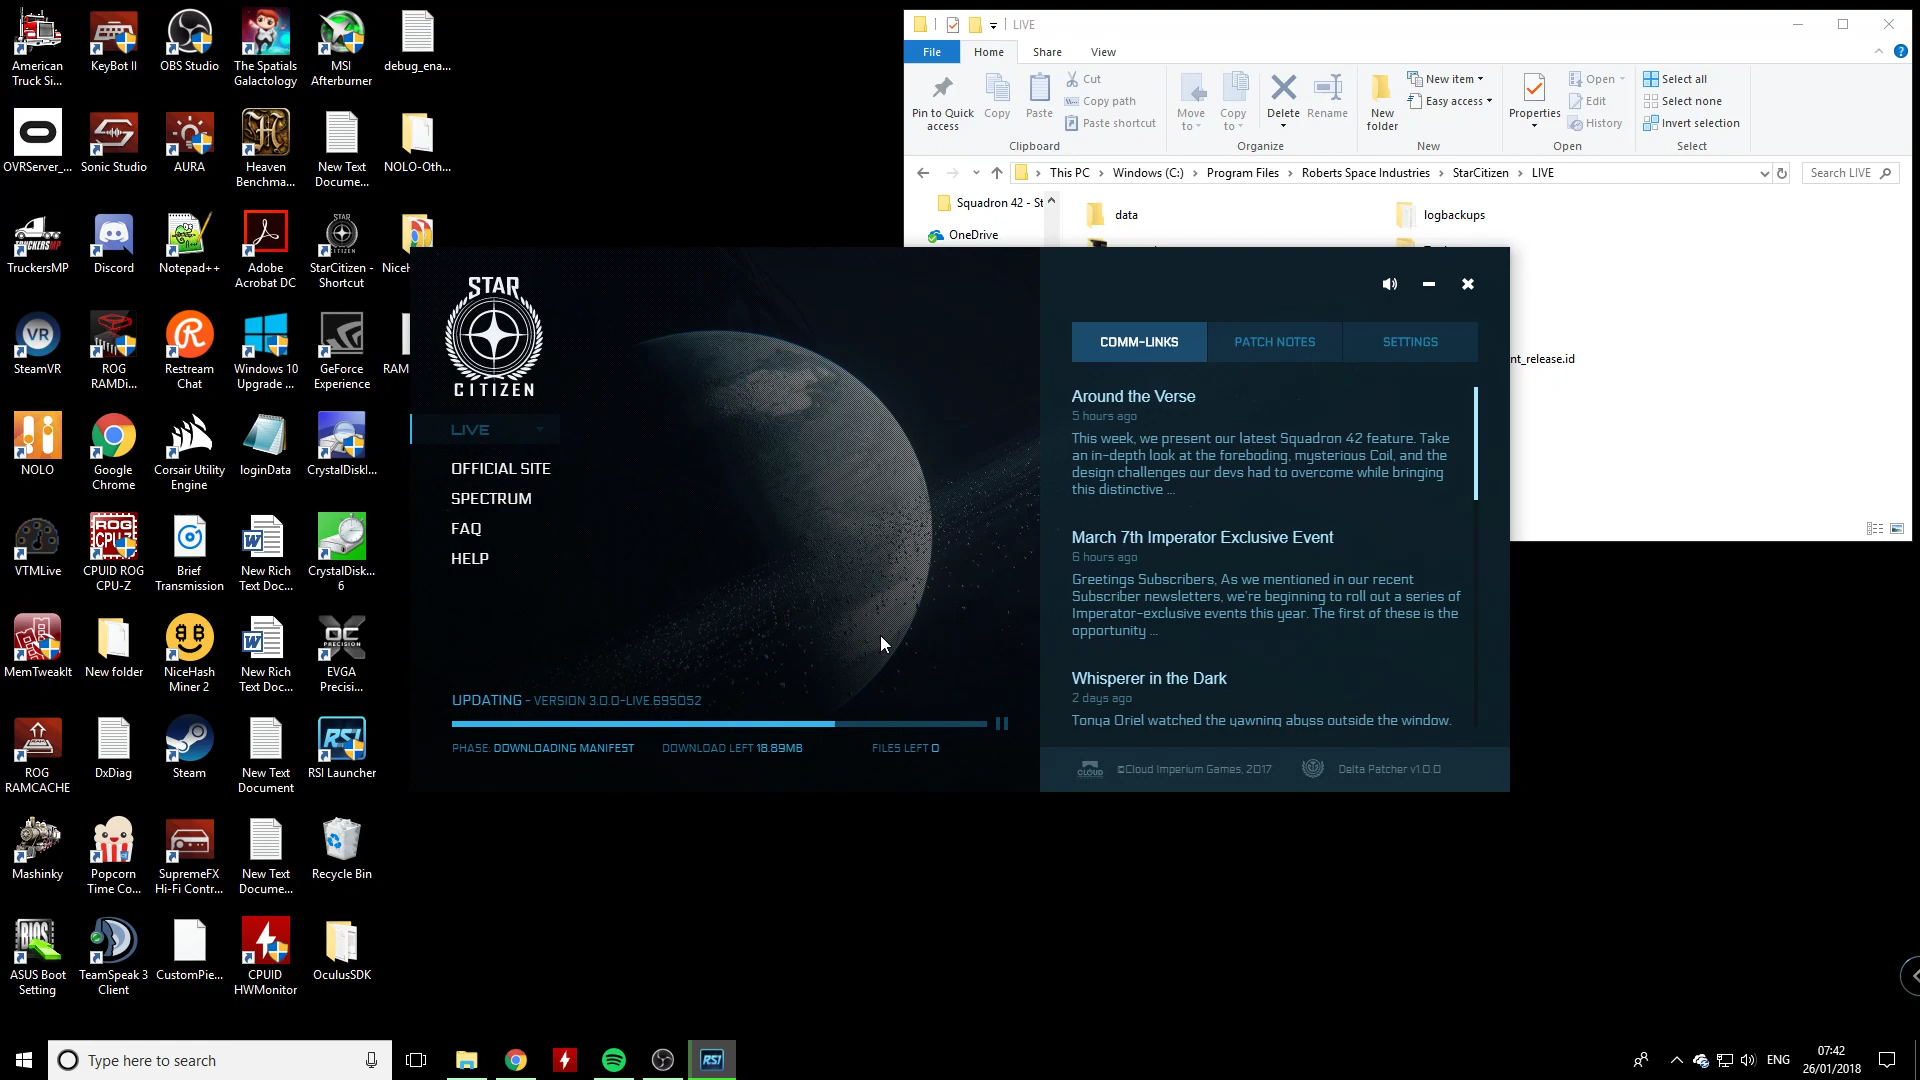 American
Truck Si...
KeyBot II
OBS Studio
The Spatials
Galactology
MSI
Afterburner
debug_ena...
OVRServer_...
Sonic Studio
AURA
Heaven
Benchma...
New Text
Docume...
NOLO-Oth...
TRUCKERSMP
TruckersMP
Discord
Notepad++
Adobe
Acrobat DC
STAR
CITIZEN
StarCitizen -
Shortcut
NiceH
VR
SteamVR
ROG
RAMDi...
Restream
Chat
Windows 10
Upgrade ...
GeForce
Experience
RAM
NOLO
Google
Chrome
Corsair Utility
Engine
loginData
CrystalDiskI...
VTMLive
ROG
CPU-Z
CPUID ROG
CPU-Z
Brief
Transmission
New Rich
Text Doc...
CrystalDisk...
6
MemTweakIt
New folder
NiceHash
Miner 2
New Rich
Text Doc...
OC
PRECISION
EVGA
Precisi...
ROG
RAMCACHE
DxDiag
Steam
New Text
Document
RSI
RSI Launcher
Mashinky
Popcorn
Time Co...
SupremeFX
Hi-Fi Contr...
New Text
Docume...
Recycle Bin
BIOS
ASUS Boot
Setting
TeamSpeak 3
Client
CustomPie...
CPUID
HWMonitor
OculusSDK
LIVE
File
Home
Share
View
Pin to Quick
access
Copy
Paste
Cut
Copy path
Paste shortcut
Clipboard
Move
to
Copy
to
Delete
Rename
Organize
New
folder
New item
Easy access
New
Properties
Open
Edit
History
Open
Select all
Select none
Invert selection
Select
This PC
Windows (C:)
Program Files
Roberts Space Industries
StarCitizen
LIVE
Search LIVE
Squadron 42 - St
OneDrive
data
logbackups
nt_release.id
STAR
CITIZEN
LIVE
OFFICIAL SITE
SPECTRUM
FAQ
HELP
UPDATING - VERSION 3.0.0-LIVE.695052
PHASE: DOWNLOADING MANIFEST
DOWNLOAD LEFT 18.89MB
FILES LEFT 0
COMM-LINKS
PATCH NOTES
SETTINGS
Around the Verse
5 hours ago
This week, we present our latest Squadron 42 feature. Take
an in-depth look at the foreboding, mysterious Coil, and the
design challenges our devs had to overcome while bringing
this distinctive ...
March 7th Imperator Exclusive Event
6 hours ago
Greetings Subscribers, As we mentioned in our recent
Subscriber newsletters, we're beginning to roll out a series of
Imperator-exclusive events this year. The first of these is the
opportunity ...
Whisperer in the Dark
2 days ago
Tonya Oriel watched the yawning abyss outside the window.
CLOUD
©Cloud Imperium Games, 2017
Delta Patcher v1.0.0
Type here to search
RSI
ENG
07:42
26/01/2018